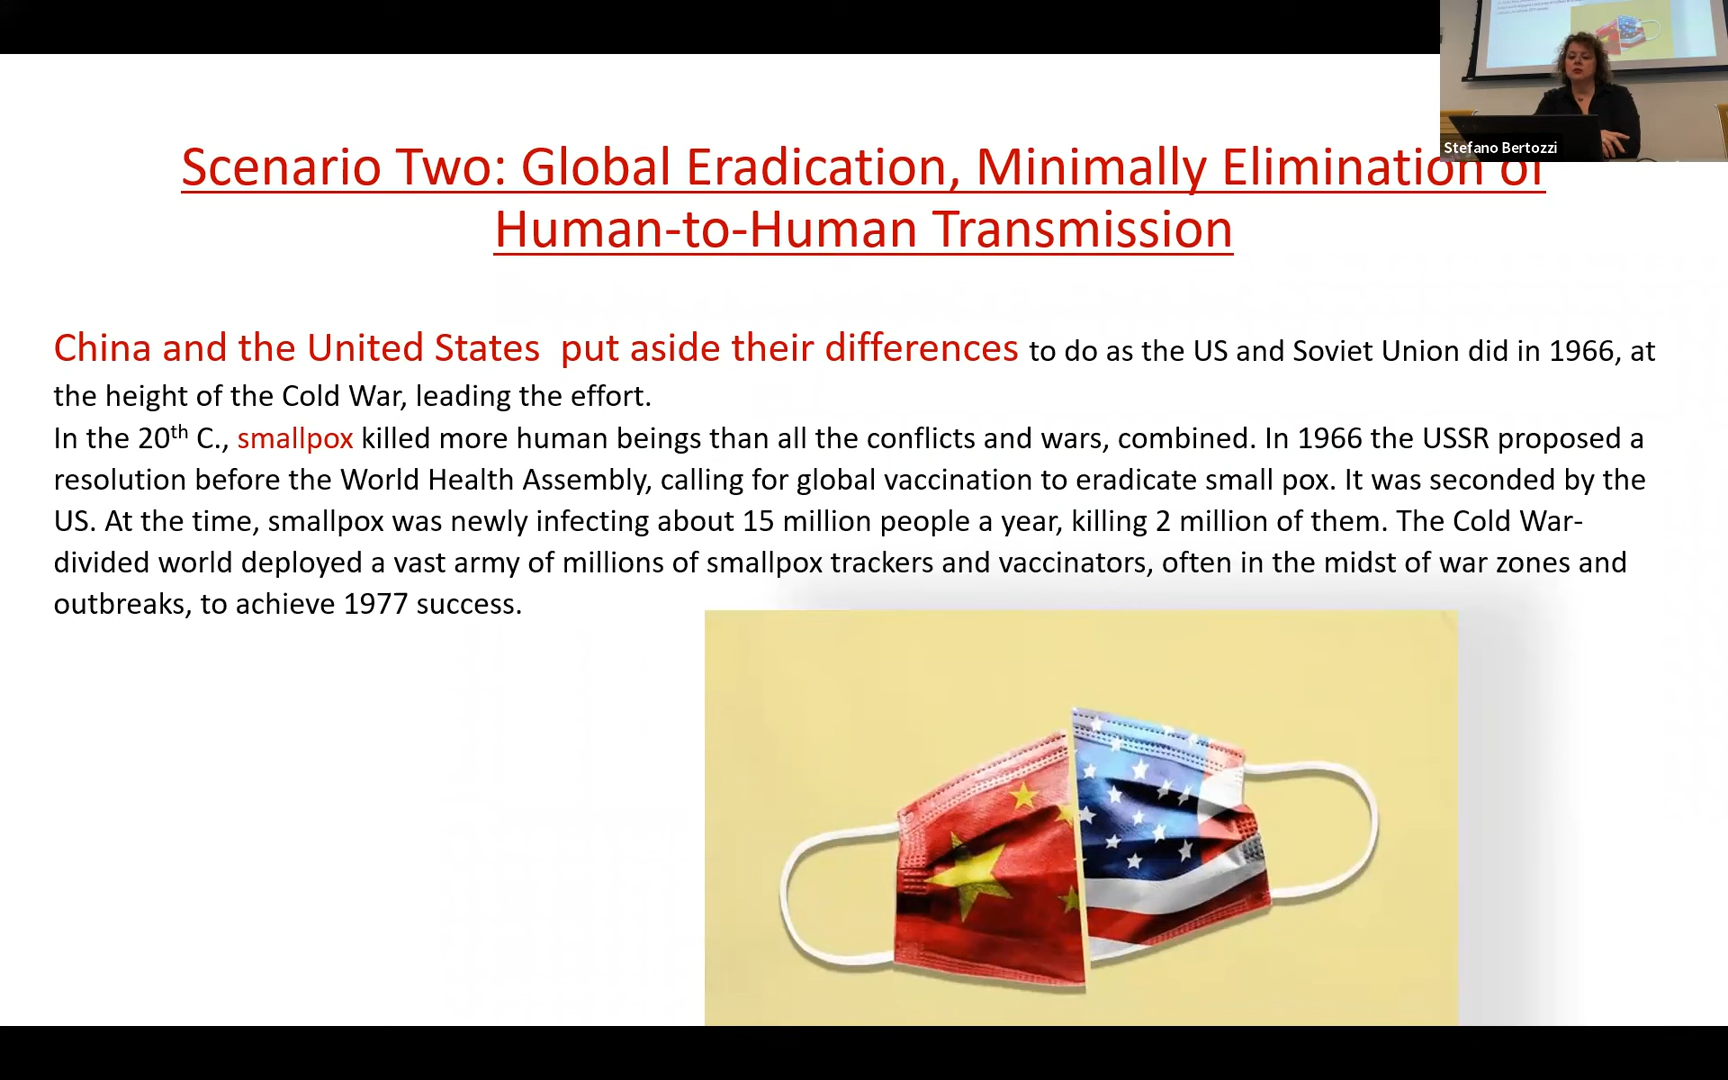 Scenario Two: Global Eradication, Minimally Elimination of
Human-to-Human Transmission
Stefano Bertozzi
China and the United States  put aside their differences to do as the US and Soviet Union did in 1966, at
the height of the Cold War, leading the effort.
In the 20th C., smallpox killed more human beings than all the conflicts and wars, combined. In 1966 the USSR proposed a
resolution before the World Health Assembly, calling for global vaccination to eradicate small pox. It was seconded by the
US. At the time, smallpox was newly infecting about 15 million people a year, killing 2 million of them. The Cold War-
divided world deployed a vast army of millions of smallpox trackers and vaccinators, often in the midst of war zones and
outbreaks, to achieve 1977 success.